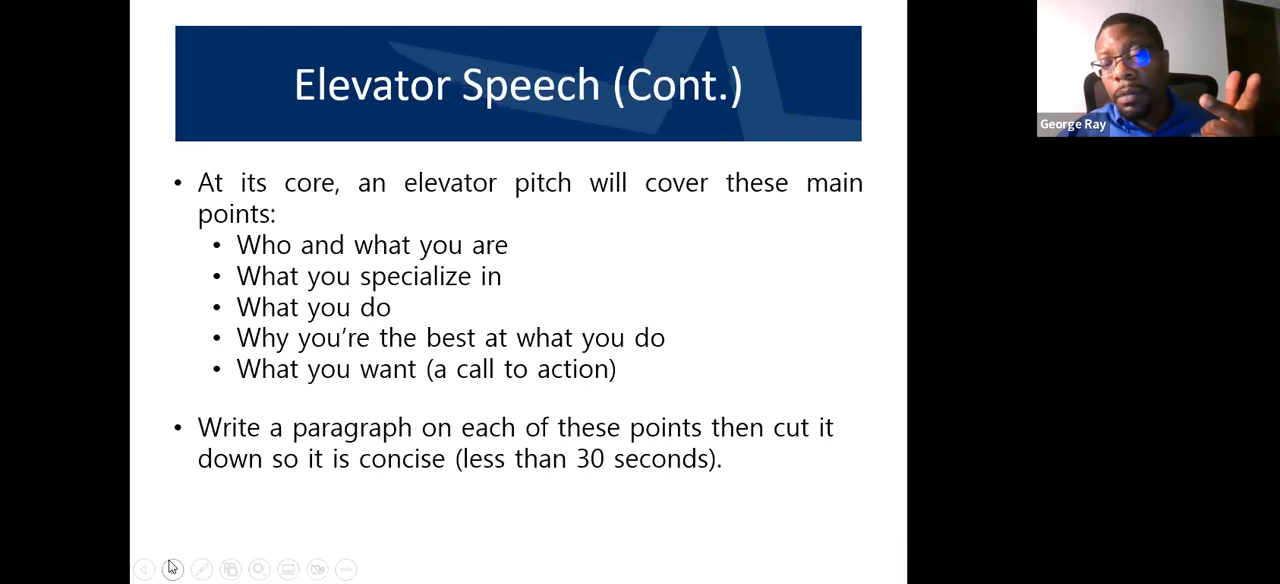 Elevator Speech (Cont.)
George Ray
• At its core, an elevator pitch will cover these main
points:
• Who and what you are
• What you specialize in
• What you do
• Why you’re the best at what you do
• What you want (a call to action)
• Write a paragraph on each of these points then cut it
down so it is concise (less than 30 seconds).